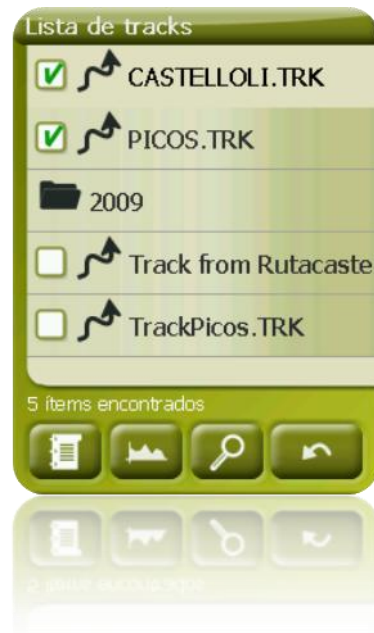 Lista de tracks
CASTELLOLI.TRK
PICOS.TRK
2009
Track from Rutacaste
TrackPicos.TRK
5 ítems encontrados